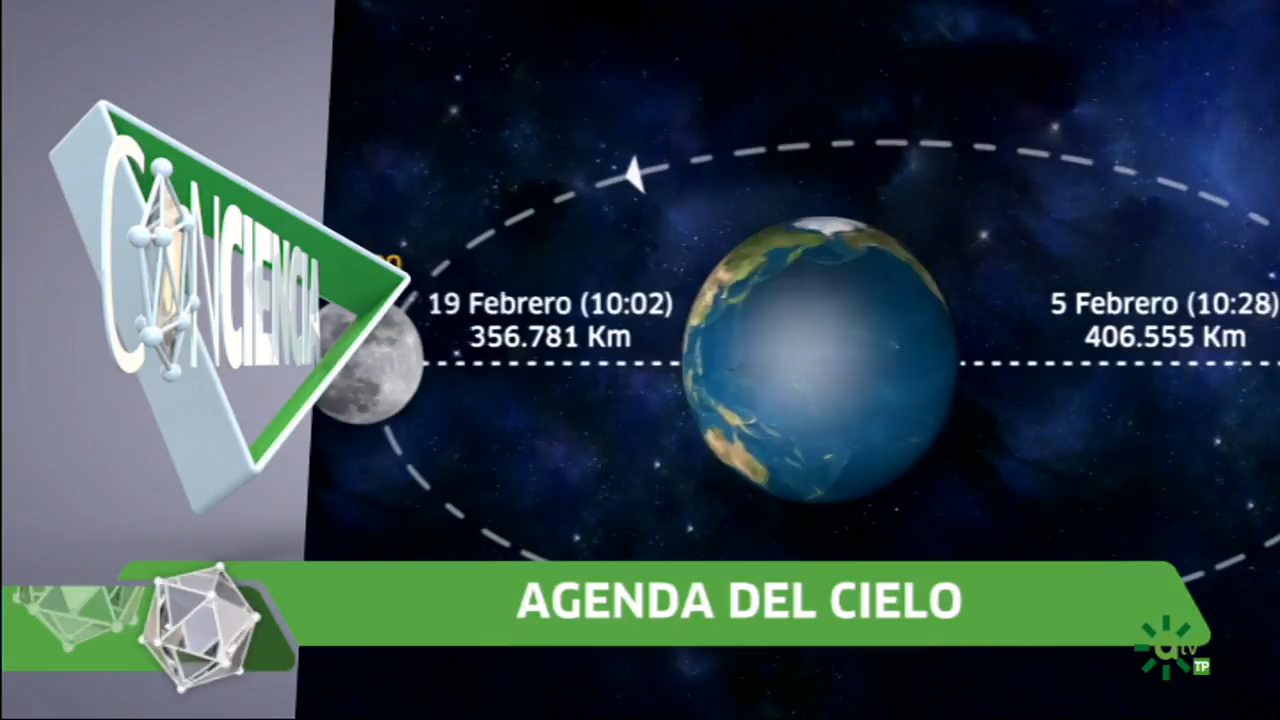 CONCIENCIA
19 Febrero (10:02)
356.781 Km
5 Febrero (10:28)
406.555 Km
AGENDA DEL CIELO
a tv
TP